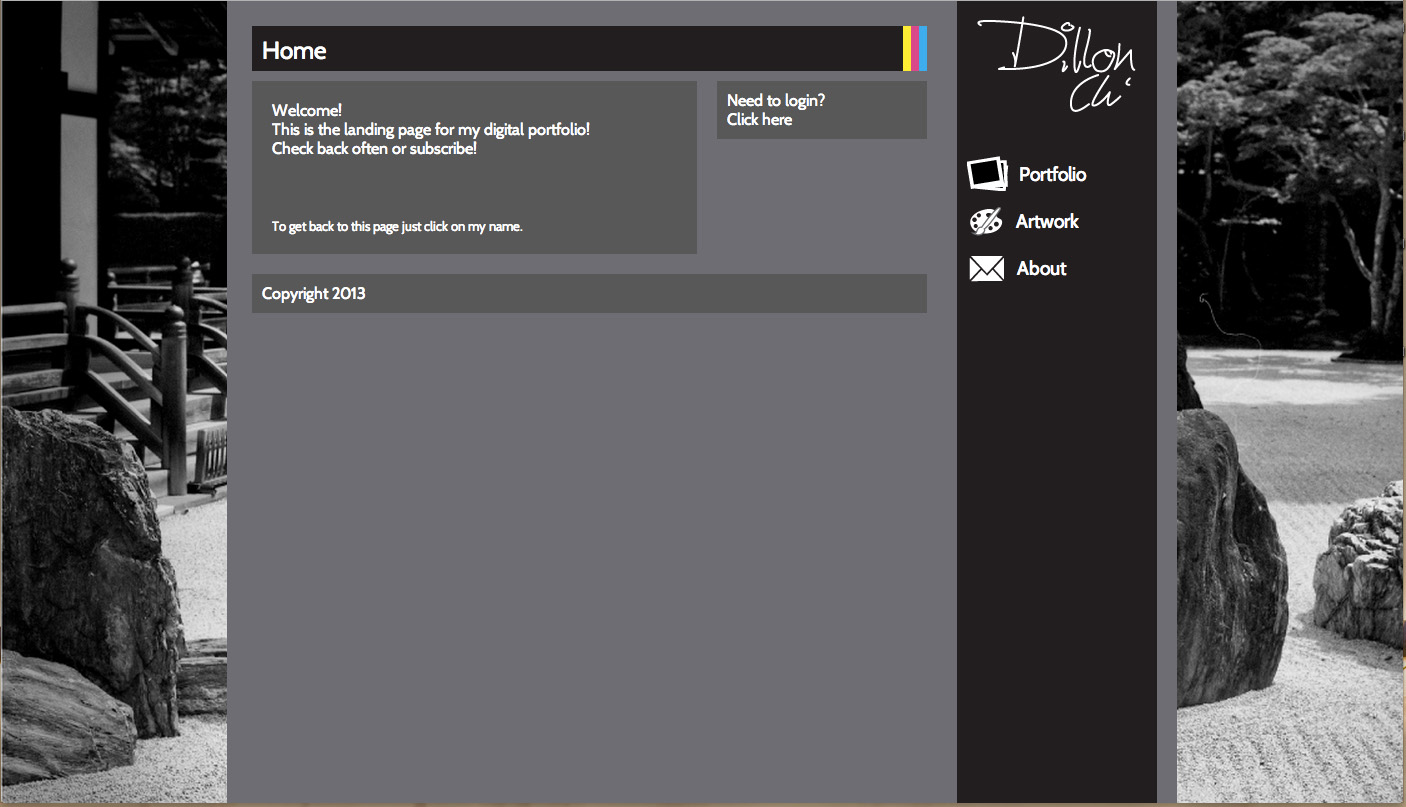 Home
Welcome!
This is the landing page for my digital portfolio!
Check back often or subscribe!
To get back to this page just click on my name.
Need to login?
Click here
Copyright 2013
Dillon
Chi
Portfolio
Artwork
About